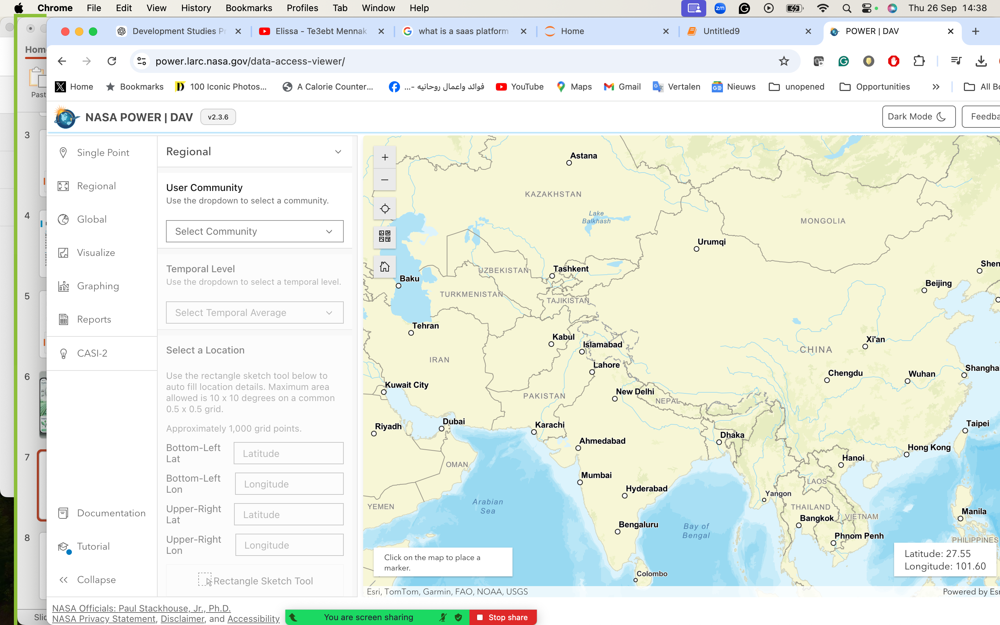 Chrome File Edit View History Bookmarks Profiles Tab Window Help zm Thu 26 Sep 14:38
Development Studies Pr
Elissa - Te3ebt Mennak
what is a saas platform
Home
Untitled9
POWER | DAV
power.larc.nasa.gov/data-access-viewer/
Home Bookmarks 100 Iconic Photos... A Calorie Counter... فوائد واعمال روحانيه -... YouTube Maps Gmail Vertalen Nieuws unopened Opportunities All Bo
Hom
Past
NASA POWER | DAV v2.3.6
Dark Mode
Feedba
3
4
5
6
7
8
Single Point
Regional
Global
Visualize
Graphing
Reports
CASI-2
Documentation
Tutorial
Collapse
Regional
User Community
Use the dropdown to select a community.
Select Community
Temporal Level
Use the dropdown to select a temporal level.
Select Temporal Average
Select a Location
Use the rectangle sketch tool below to
auto fill location details. Maximum area
allowed is 10 x 10 degrees on a common
0.5 x 0.5 grid.
Approximately 1,000 grid points.
Bottom-Left
Lat
Latitude
Bottom-Left
Lon
Longitude
Upper-Right
Lat
Latitude
Upper-Right
Lon
Longitude
Rectangle Sketch Tool
Astana
KAZAKHSTAN
Lake
Balkhash
MONGOLIA
Urumqi
Shen
UZBEKISTAN
Tashkent
Baku
Beijing
TURKMENISTAN
TAJIKISTAN
Tehran
Kabul
Islamabad
Xi'an
CHINA
IRAN
Lahore
Shangha
Chengdu
Wuhan
Kuwait City
New Delhi
PAKISTAN
NEPAL
Dubai
Riyadh
Karachi
Taipei
Dhaka
Ahmedabad
Hong Kong
Hanoi
OMAN
Mumbai
LAOS
Hyderabad
Yangon
Arabian
Sea
YEMEN
THAILAND
Manila
Bangkok
VIETNAM
Bengaluru
Bay of
Bengal
Phnom Penh
PHILIPPINES
Colombo
Click on the map to place a
marker.
Latitude: 27.55
Longitude: 101.60
Esri, TomTom, Garmin, FAO, NOAA, USGS
Powered by Esr
NASA Officials: Paul Stackhouse, Jr., Ph.D.
NASA Privacy Statement, Disclaimer, and Accessibility
Slic
You are screen sharing
Stop share